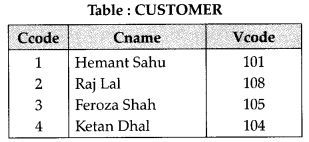 Table : CUSTOMER
Ccode Cname Vcode
1 Hemant Sahu 101
2 Raj Lal 108
3 Feroza Shah 105
4 Ketan Dhal 104